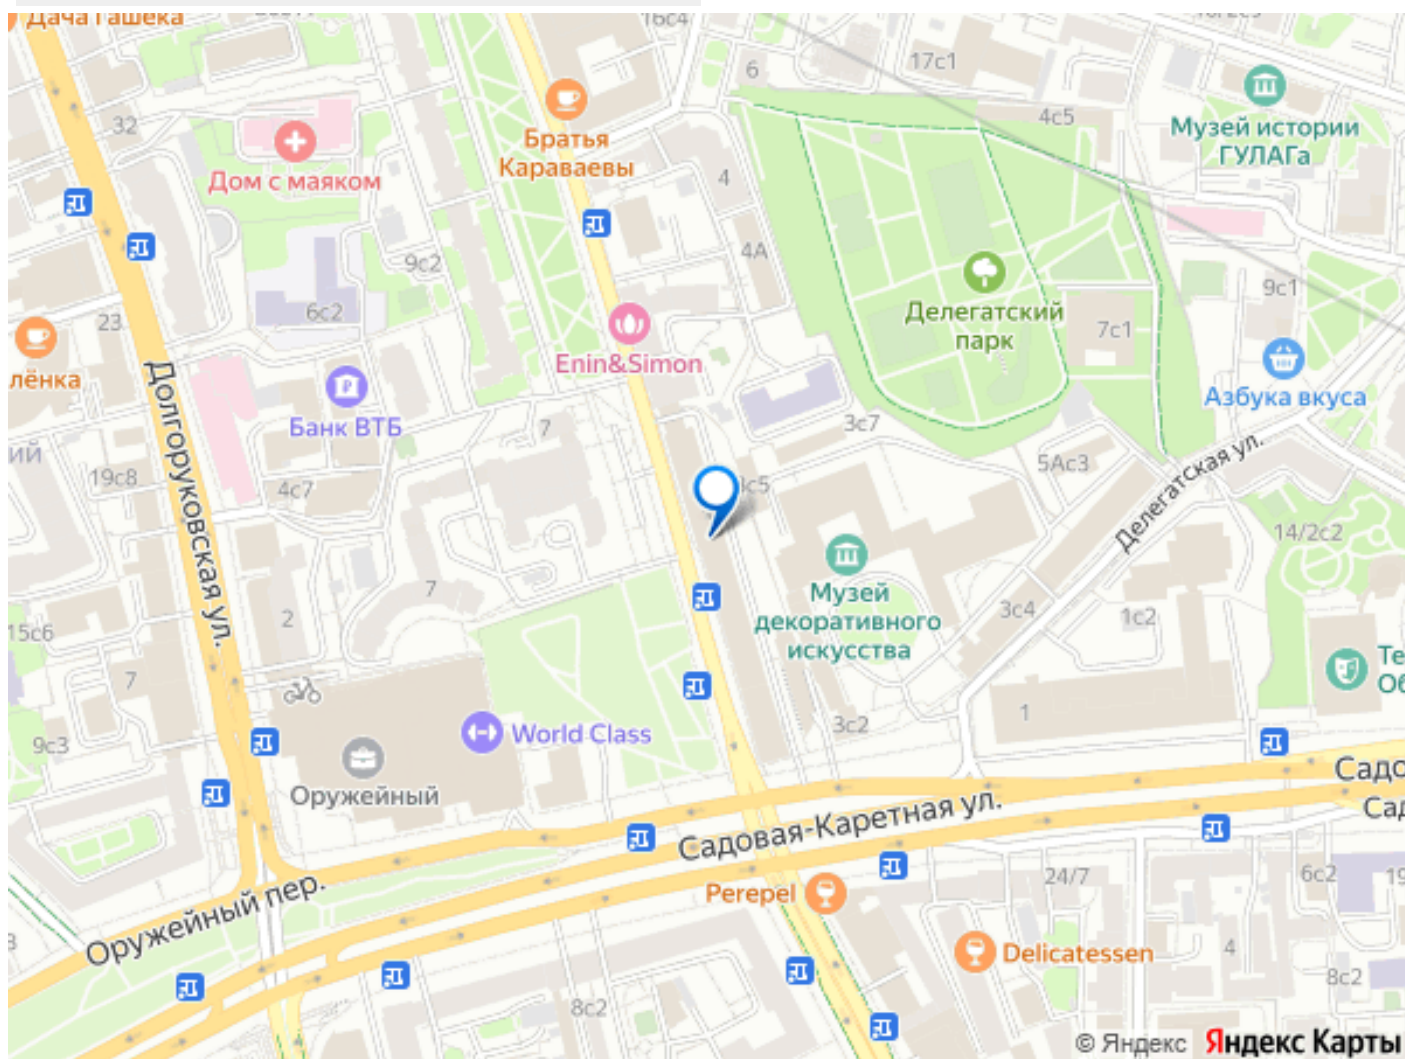 Дача Гашека
16с4
17с1
6
4с5
Музей истории
ГУЛАГа
32
Братья
Караваевы
Дом с маяком
4
4А
9с2
9с1
6с2
23
Делегатский
парк
7с1
Enin&Simon
лёнка
Азбука вкуса
Банк ВТБ
7
3с7
ий
19с8
4с7
5Ас3
Долгоруковская ул.
Делегатская ул.
14/2с2
7
Музей
декоративного
искусства
2
3с4
1с2
15с6
7
1
World Class
3с2
9с3
Оружейный
Садовая-Каретная ул.
Оружейный пер.
Perepel
24/7
6с2
19
Delicatessen
4
8с2
8с2
© Яндекс Яндекс Карты